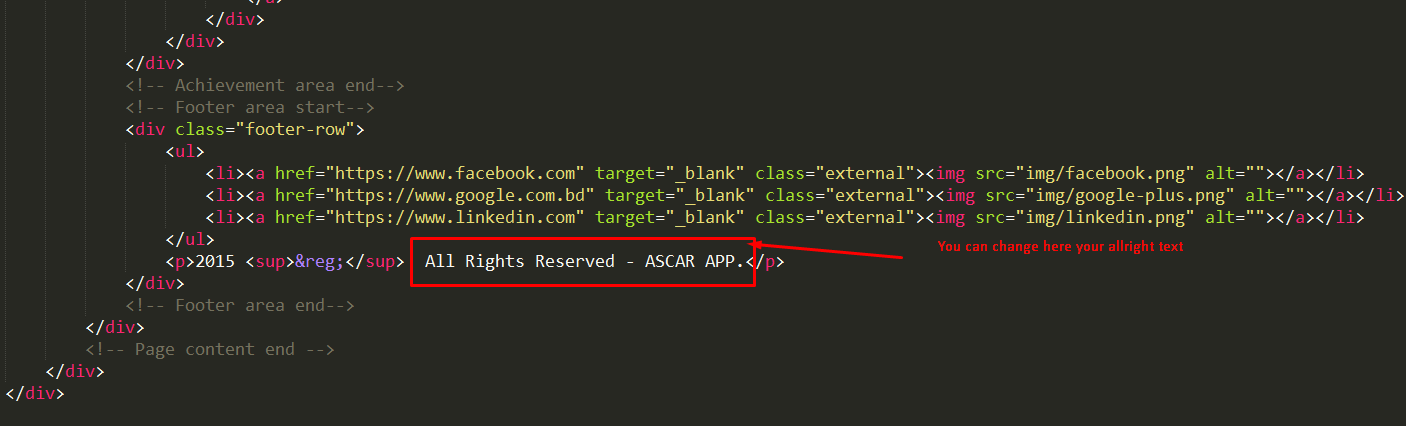 </a>
</div>
</div>
</div>
<!-- Achievement area end-->
<!-- Footer area start-->
<div class="footer-row">
<ul>
<li><a href="https://www.facebook.com" target="_blank" class="external"><img src="img/facebook.png" alt=""></a></li>
<li><a href="https://www.google.com.bd" target="_blank" class="external"><img src="img/google-plus.png" alt=""></a></li>
<li><a href="https://www.linkedin.com" target="_blank" class="external"><img src="img/linkedin.png" alt=""></a></li>
</ul>
You can change here your allright text
<p>2015 <sup>&reg;</sup> All Rights Reserved - ASCAR APP.</p>
</div>
<!-- Footer area end-->
</div>
<!-- Page content end -->
</div>
</div>